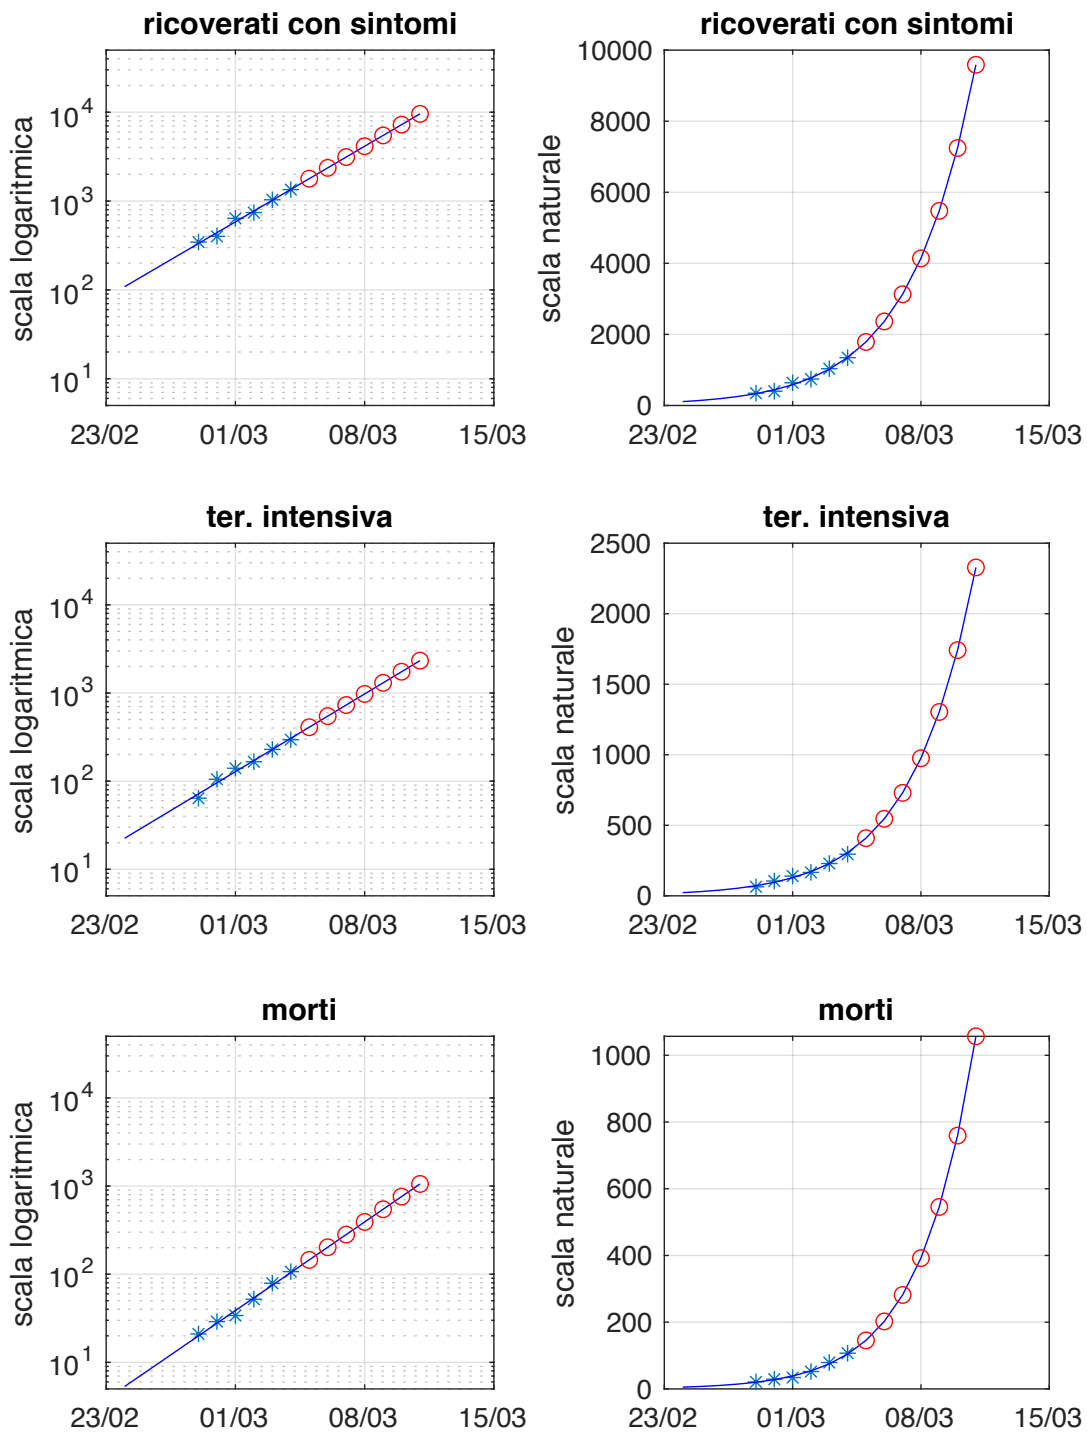 ricoverati con sintomi
scala logaritmica
10^4
10^3
10^2
10^1
23/02 01/03 08/03 15/03
ricoverati con sintomi
scala naturale
10000
8000
6000
4000
2000
0
23/02 01/03 08/03 15/03
ter. intensiva
scala logaritmica
10^4
10^3
10^2
10^1
23/02 01/03 08/03 15/03
ter. intensiva
scala naturale
2500
2000
1500
1000
500
0
23/02 01/03 08/03 15/03
morti
scala logaritmica
10^4
10^3
10^2
10^1
23/02 01/03 08/03 15/03
morti
scala naturale
1000
800
600
400
200
0
23/02 01/03 08/03 15/03